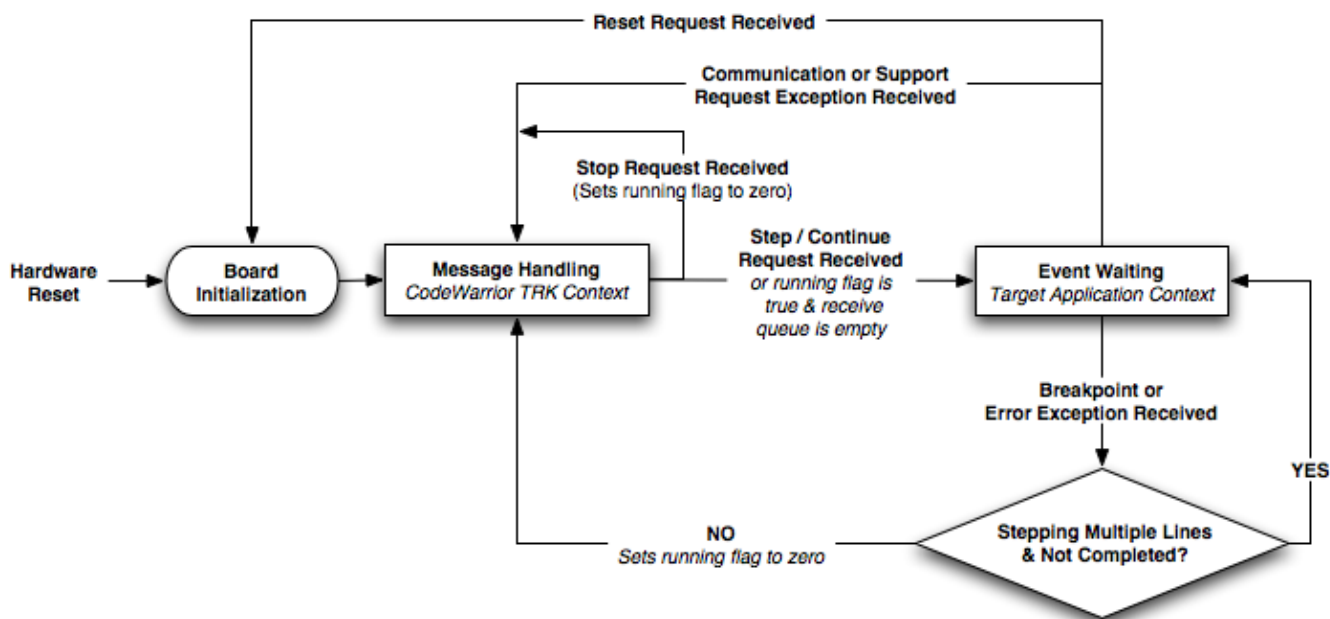 Reset Request Received
Communication or Support
Request Exception Received
Stop Request Received
(Sets running flag to zero)
Hardware
Reset
Board
Initialization
Message Handling
CodeWarrior TRK Context
Step / Continue
Request Received
or running flag is
true & receive
queue is empty
Event Waiting
Target Application Context
Breakpoint or
Error Exception Received
YES
Stepping Multiple Lines
& Not Completed?
NO
Sets running flag to zero